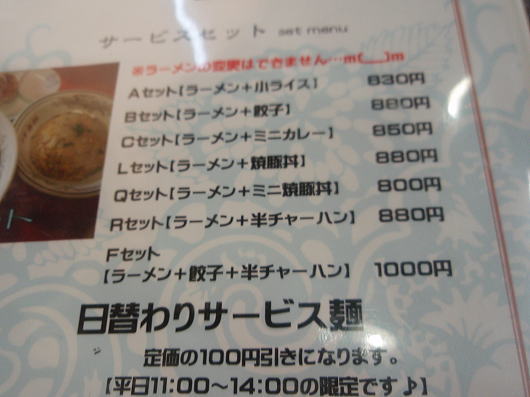 サービスセット set menu
※ラーメンの変更はできません…m(__)m
Aセット【ラーメン+小ライス】 630円
Bセット【ラーメン+餃子】 880円
Cセット【ラーメン+ミニカレー】 850円
Lセット【ラーメン+焼豚丼】 880円
Qセット【ラーメン+ミニ焼豚丼】 800円
Rセット【ラーメン+半チャーハン】 880円
Fセット
【ラーメン+餃子+半チャーハン】 1000円
日替わりサービス麺
定価の100円引きになります。
【平日11:00〜14:00の限定です♪】